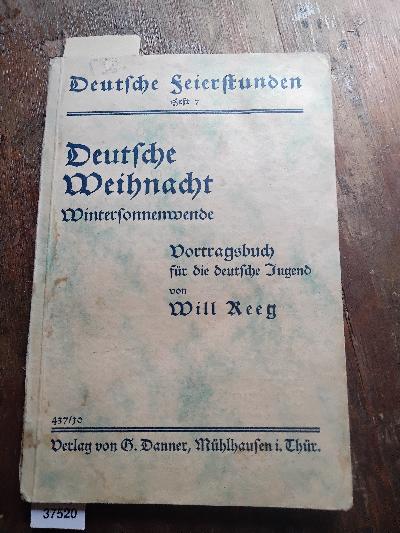 Deutsche Feierstunden
Heft 7
Deutsche
Weihnacht
Wintersonnenwende
Vortragsbuch
für die deutsche Jugend
von
Will Reeg
437/30
Verlag von G. Danner, Mühlhausen i. Thür.
37520